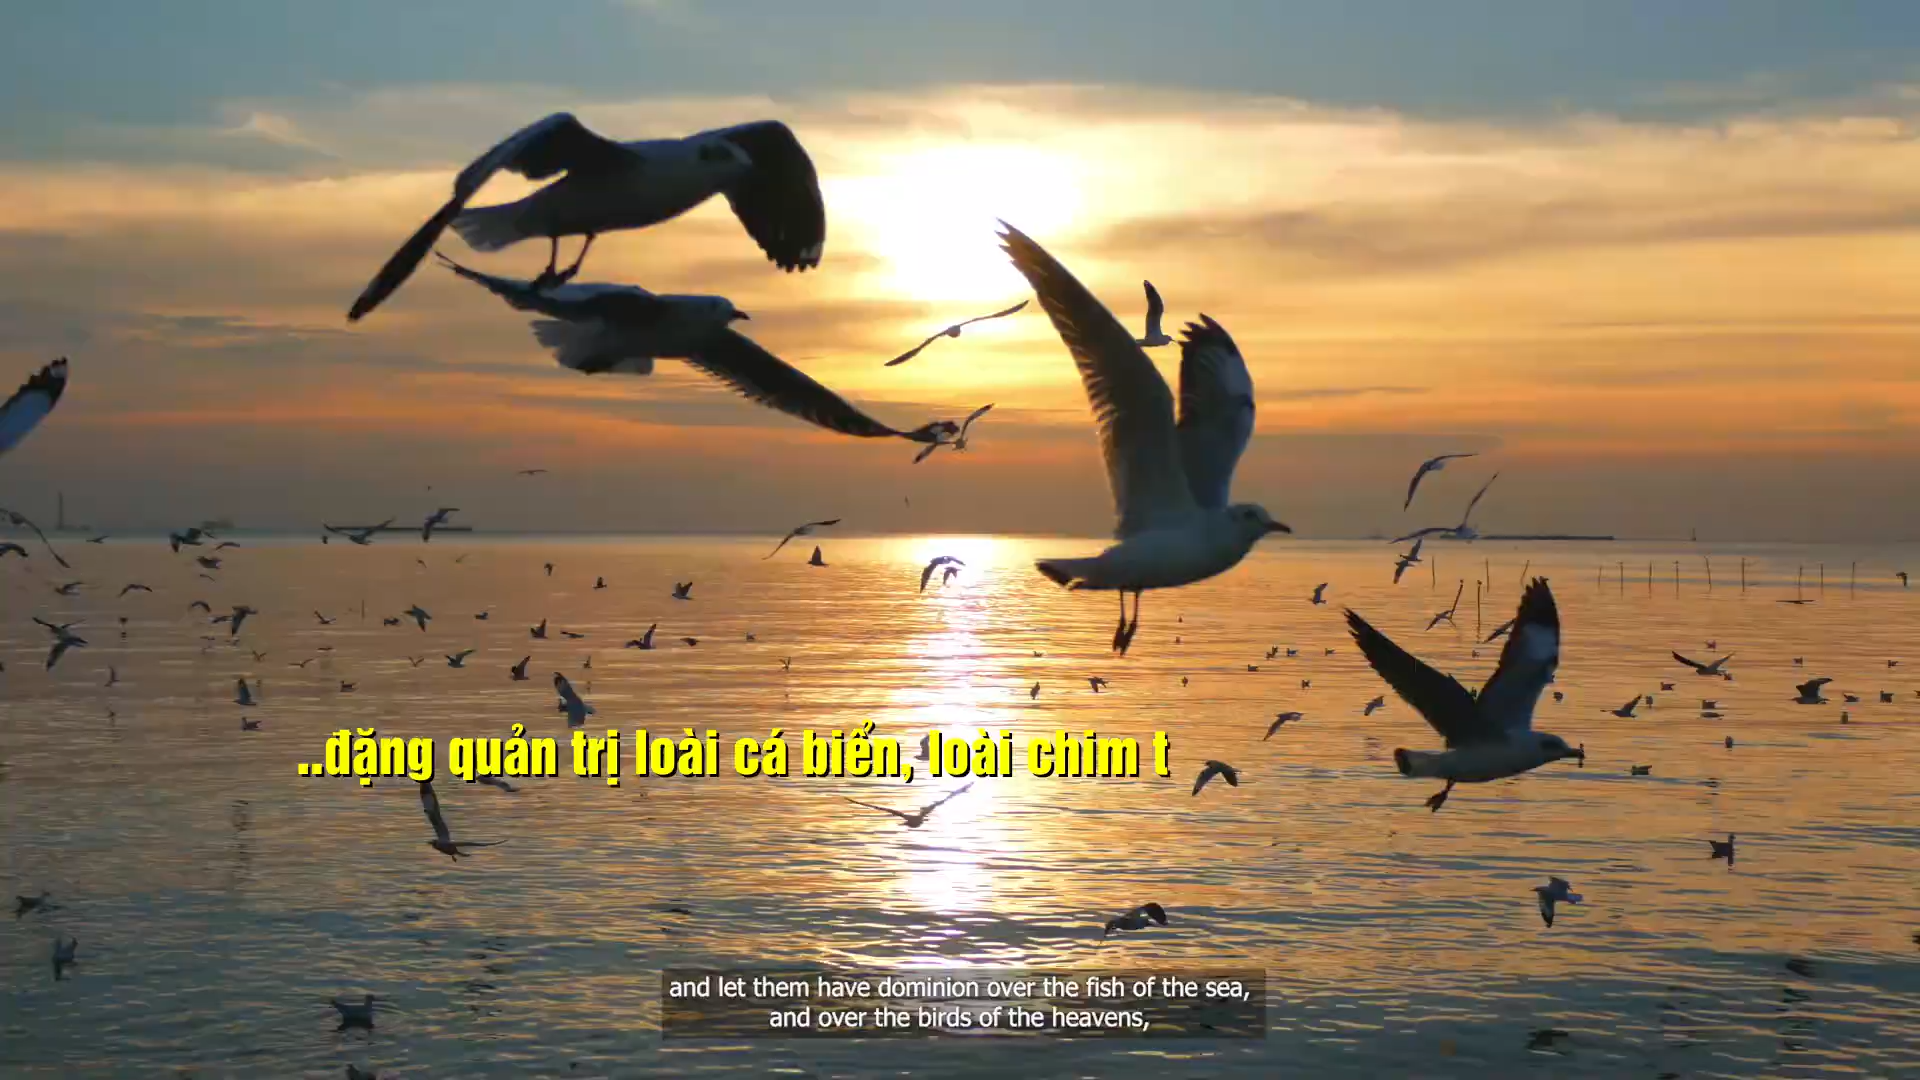 ..đặng quản trị loài cá biển, loài chim t
and let them have dominion over the fish of the sea,
and over the birds of the heavens,